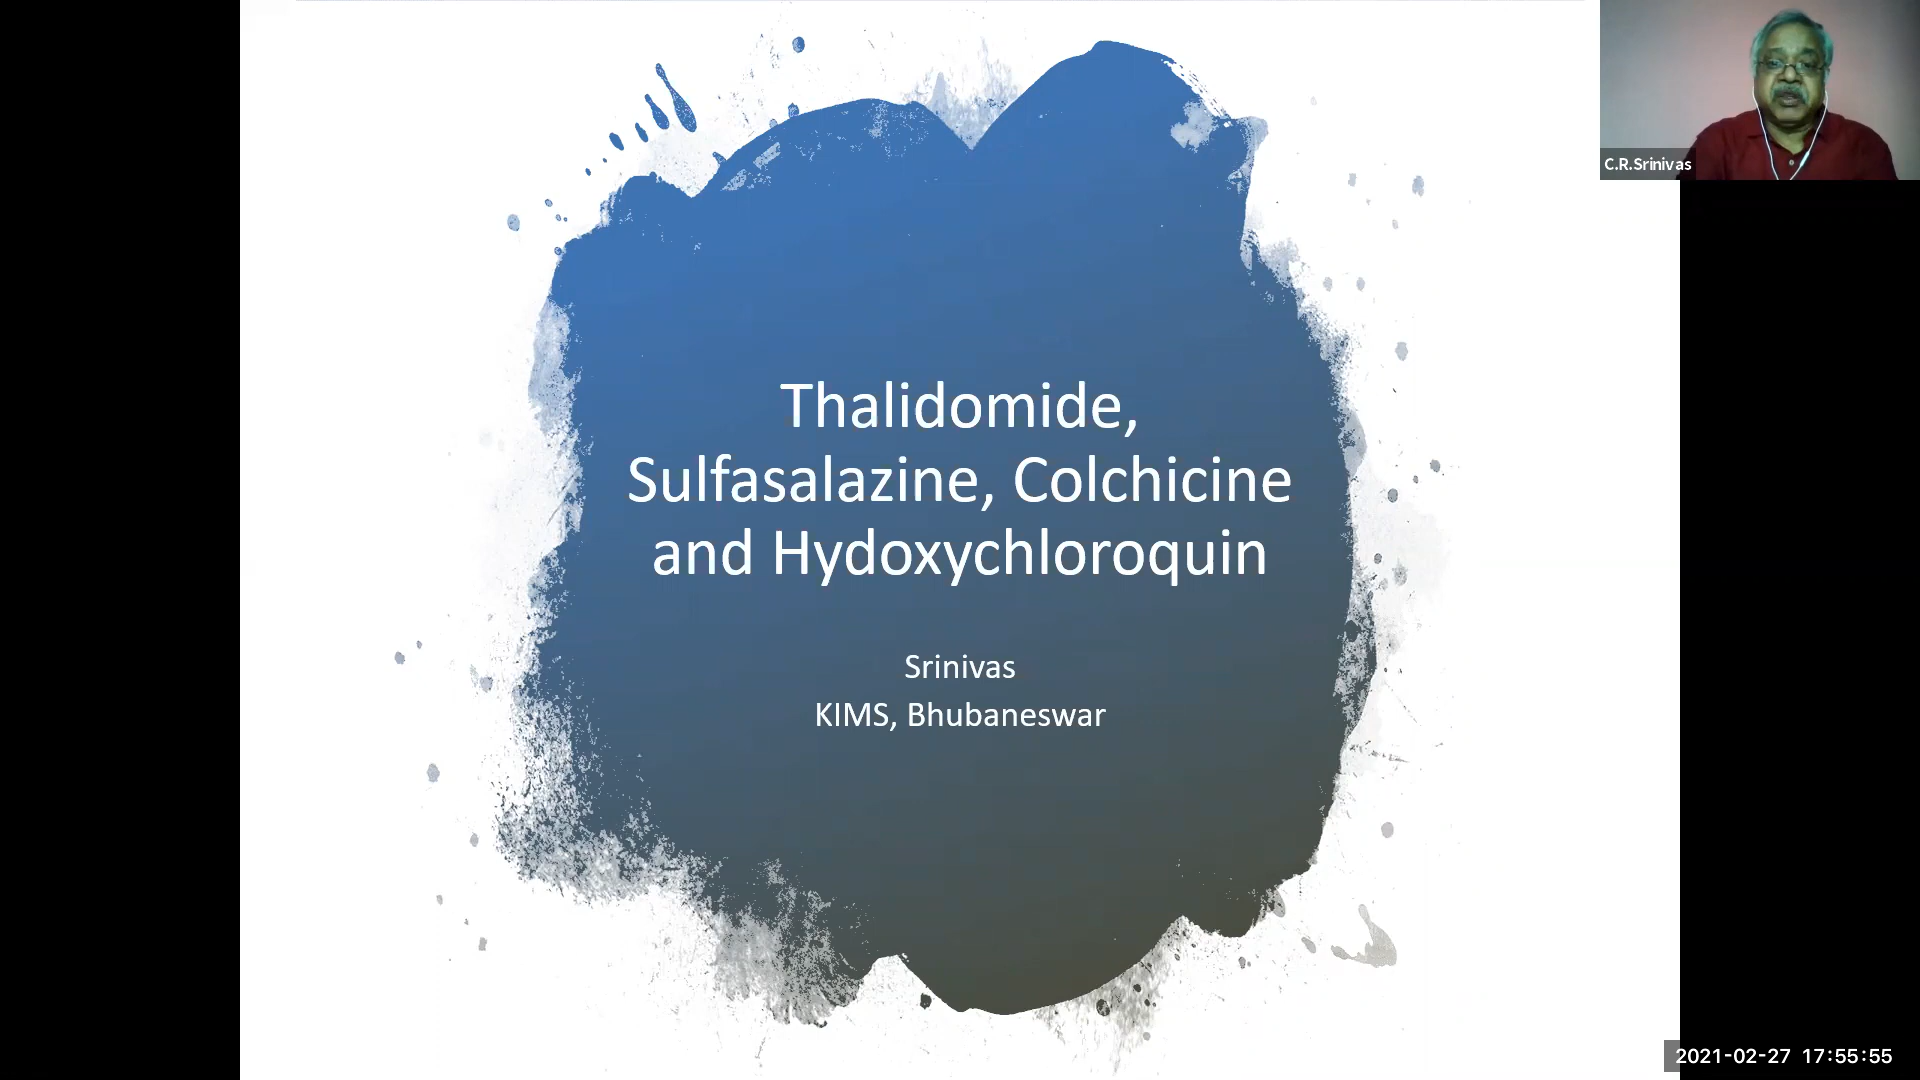 C.R.Srinivas
Thalidomide,
Sulfasalazine, Colchicine
and Hydoxychloroquin
Srinivas
KIMS, Bhubaneswar
2021-02-27 17:55:55